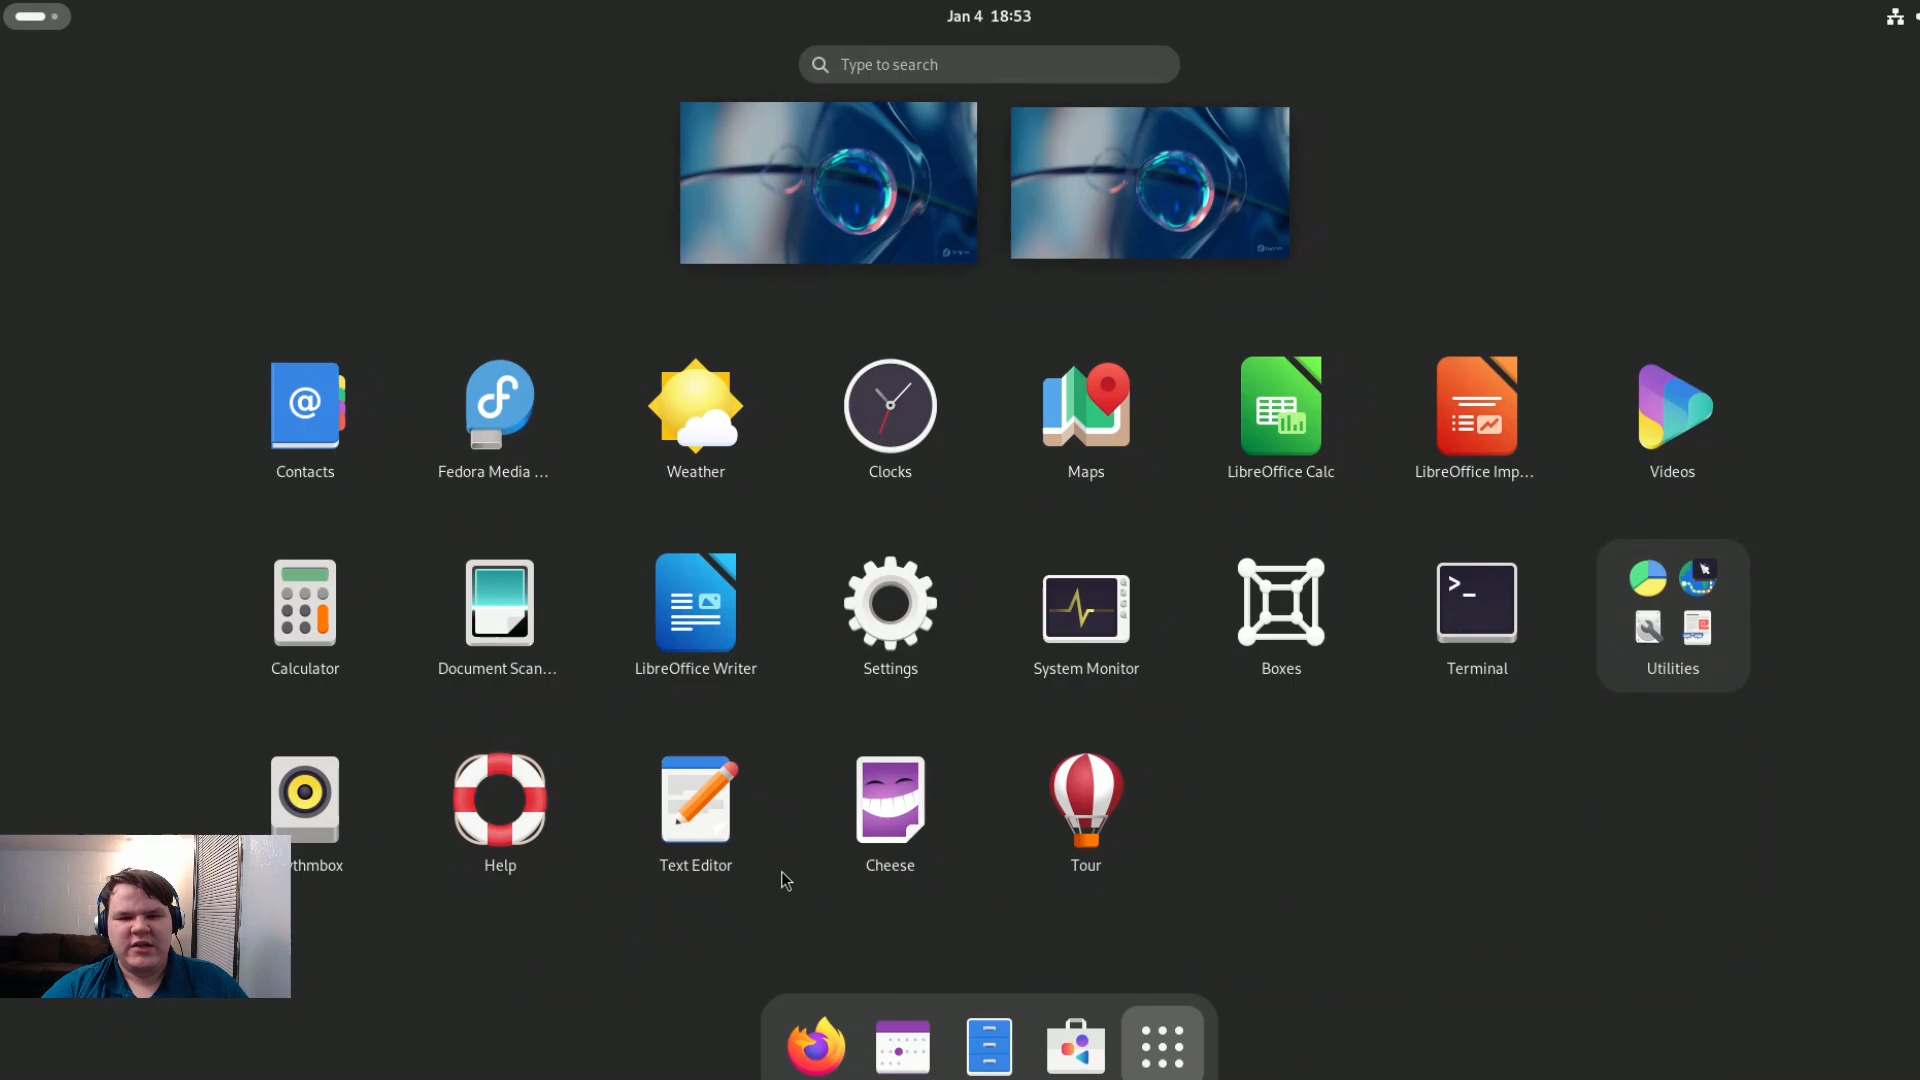 Jan 4 18:53
Type to search
Contacts
Fedora Media ...
Weather
Clocks
Maps
LibreOffice Calc
LibreOffice Imp...
Videos
Calculator
Document Scan...
LibreOffice Writer
Settings
System Monitor
Boxes
Terminal
Utilities
thmbox
Help
Text Editor
Cheese
Tour